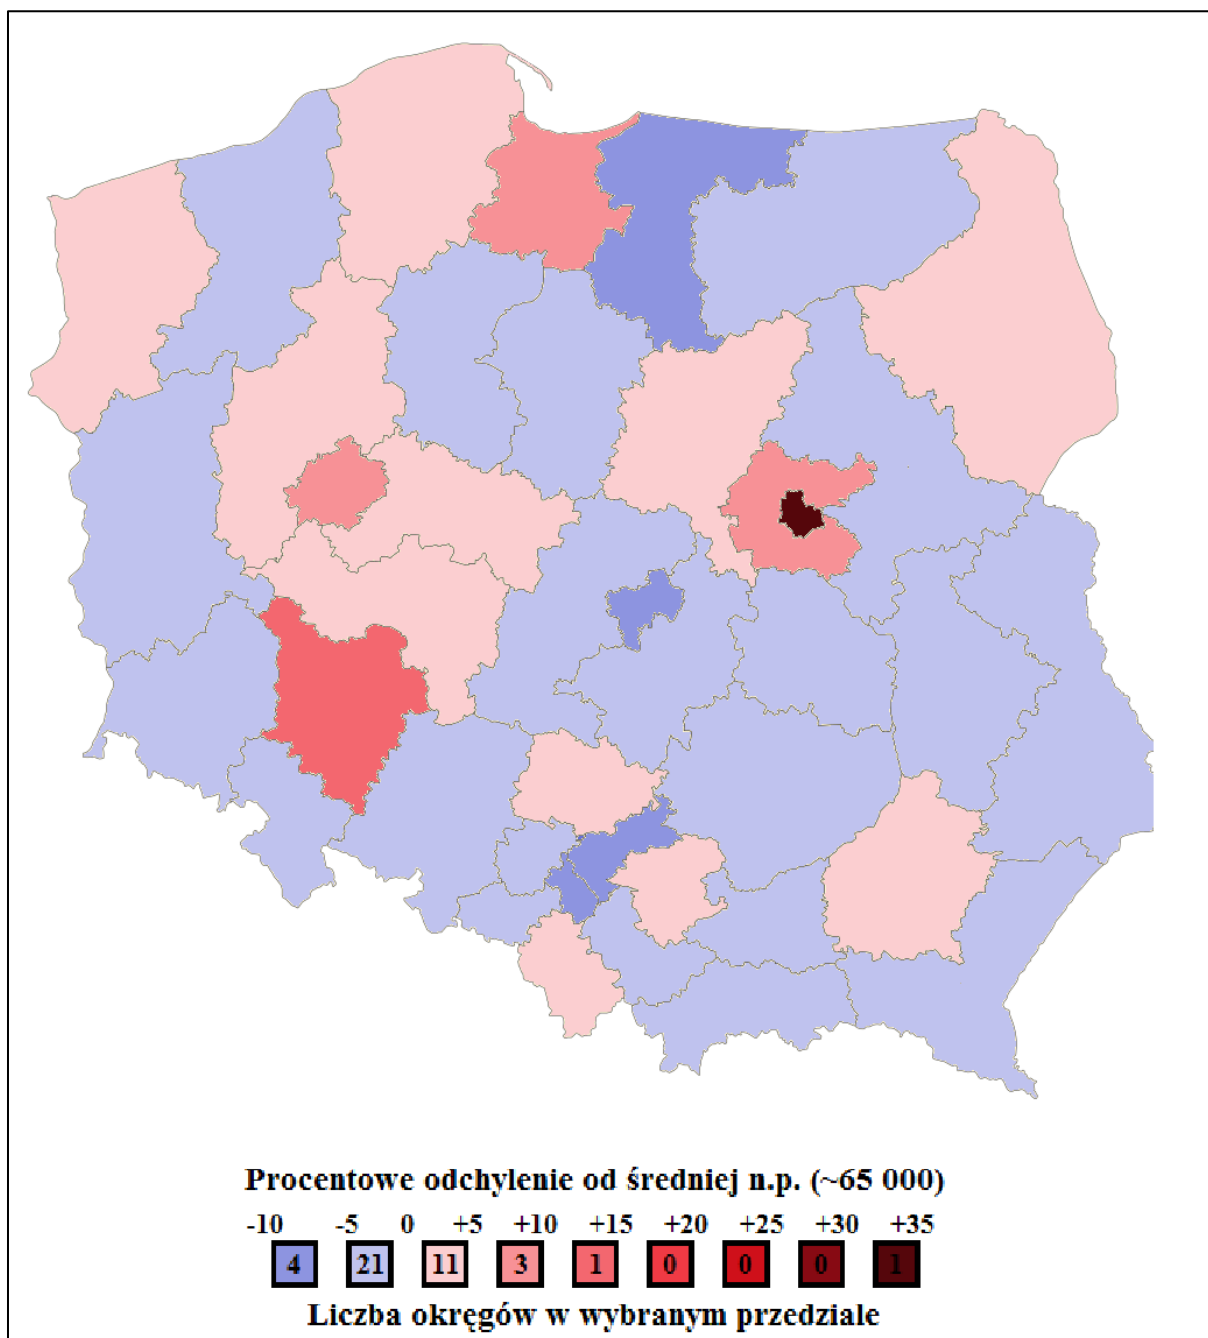 Procentowe odchylenie od średniej n.p. (~65 000)
-10 -5 0 +5 +10 +15 +20 +25 +30 +35
4 21 11 3 1 0 0 0 1
Liczba okręgów w wybranym przedziale